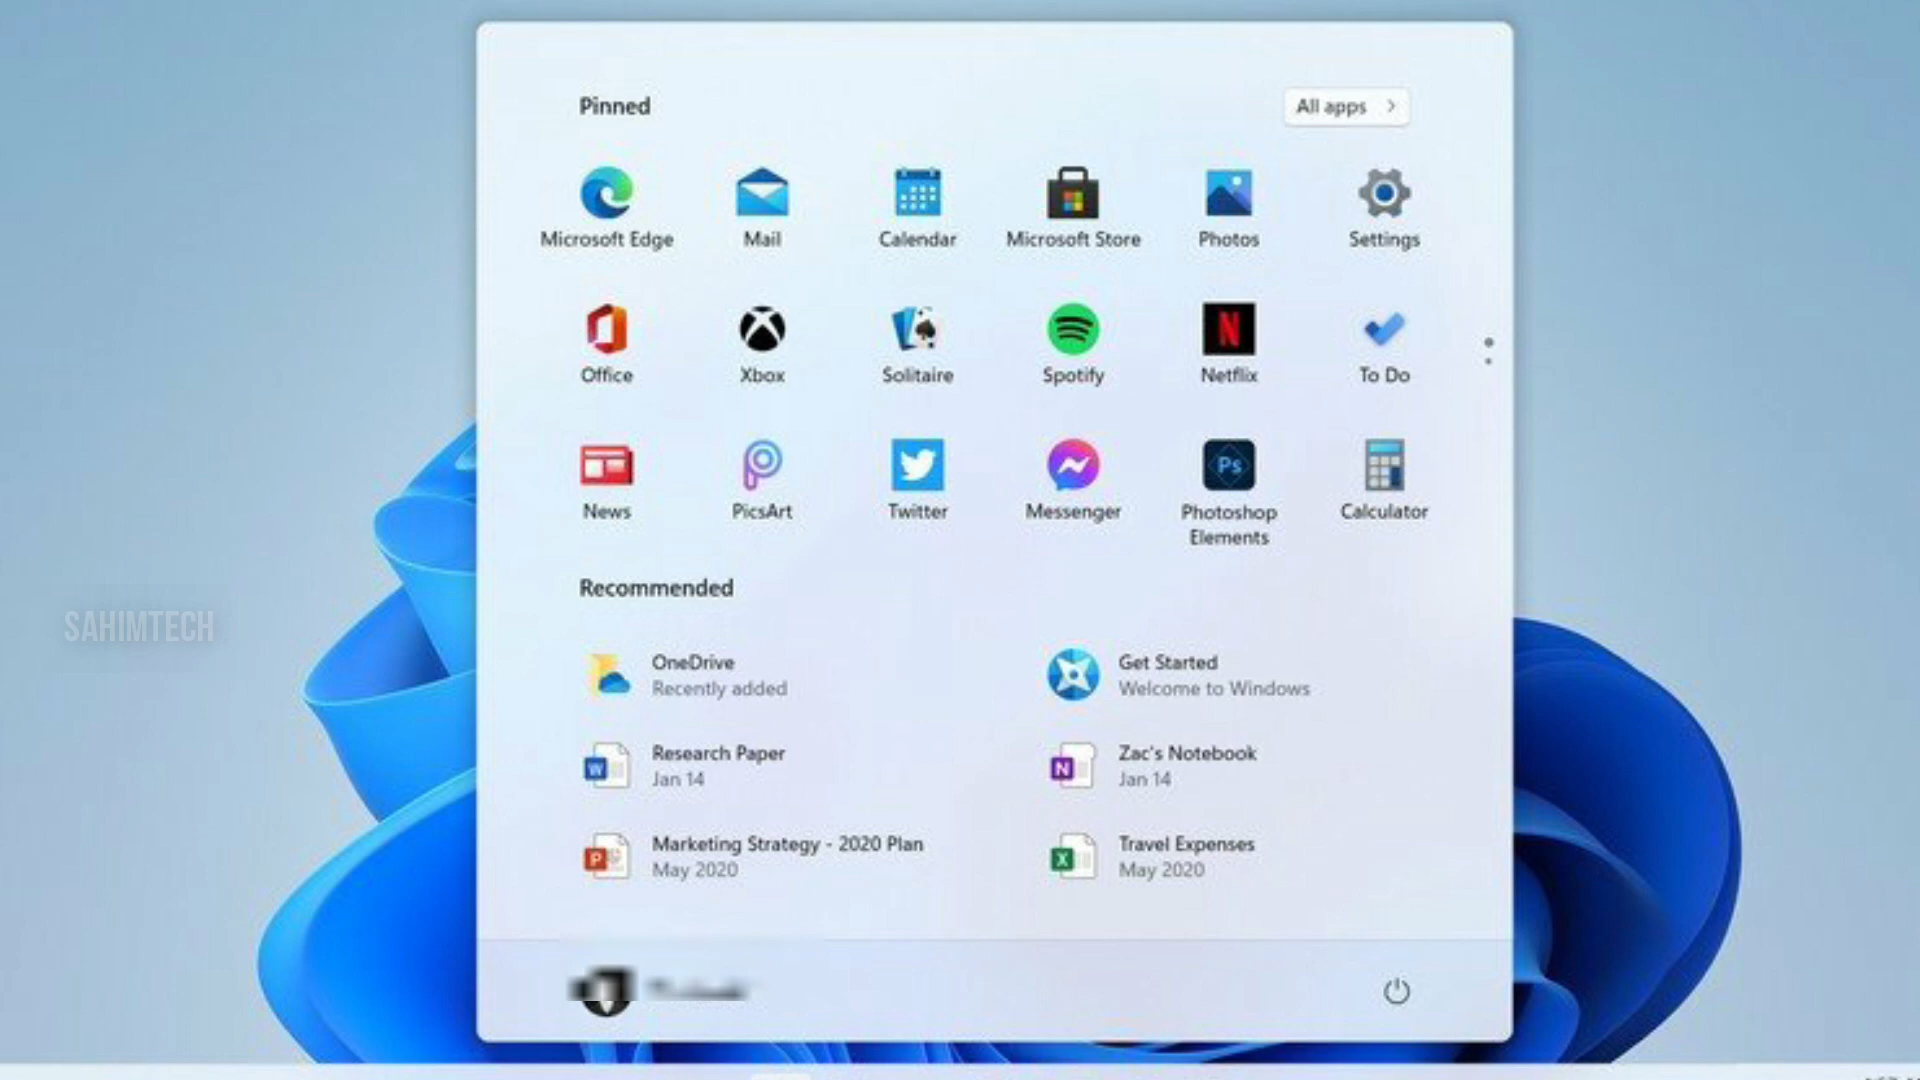 Pinned
All apps
Microsoft Edge
Mail
Calendar
Microsoft Store
Photos
Settings
Office
Xbox
Solitaire
Spotify
Netflix
To Do
News
PicsArt
Twitter
Messenger
Photoshop
Elements
Calculator
Recommended
OneDrive
Recently added
Get Started
Welcome to Windows
Research Paper
Jan 14
Zac's Notebook
Jan 14
Marketing Strategy - 2020 Plan
May 2020
Travel Expenses
May 2020
SAHIMTECH